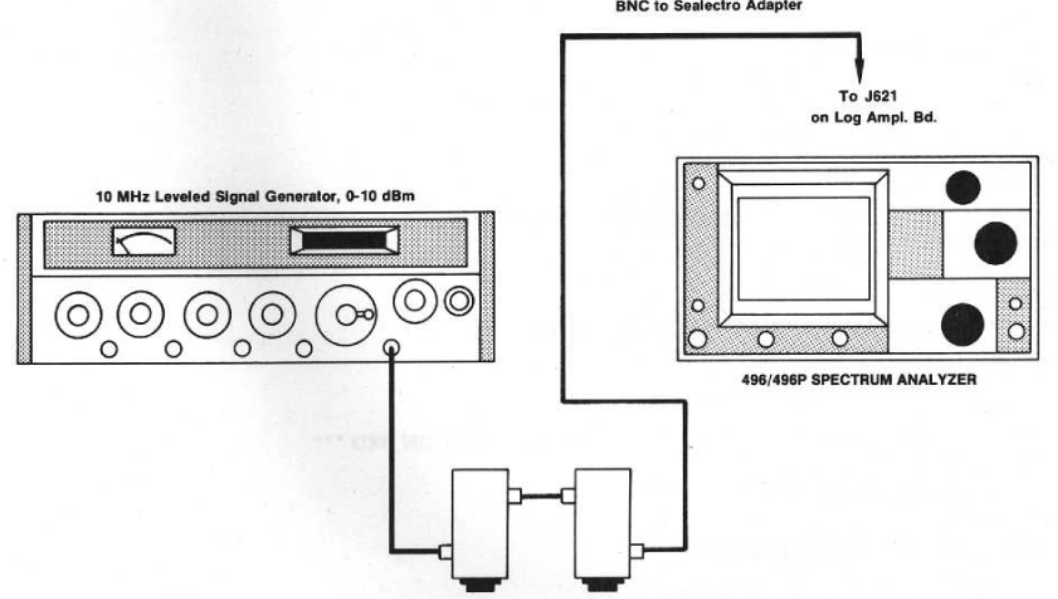 BNC to Sealectro Adapter
To J621
on Log Ampl. Bd.
10 MHz Leveled Signal Generator, 0-10 dBm
496/496P SPECTRUM ANALYZER